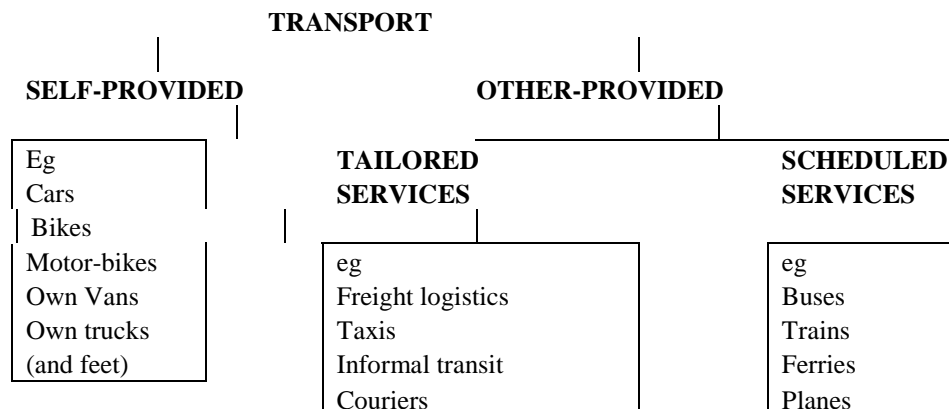 TRANSPORT
SELF-PROVIDED
OTHER-PROVIDED
Eg
Cars
Bikes
Motor-bikes
Own Vans
Own trucks
(and feet)
TAILORED
SERVICES
eg
Freight logistics
Taxis
Informal transit
Couriers
SCHEDULED
SERVICES
eg
Buses
Trains
Ferries
Planes